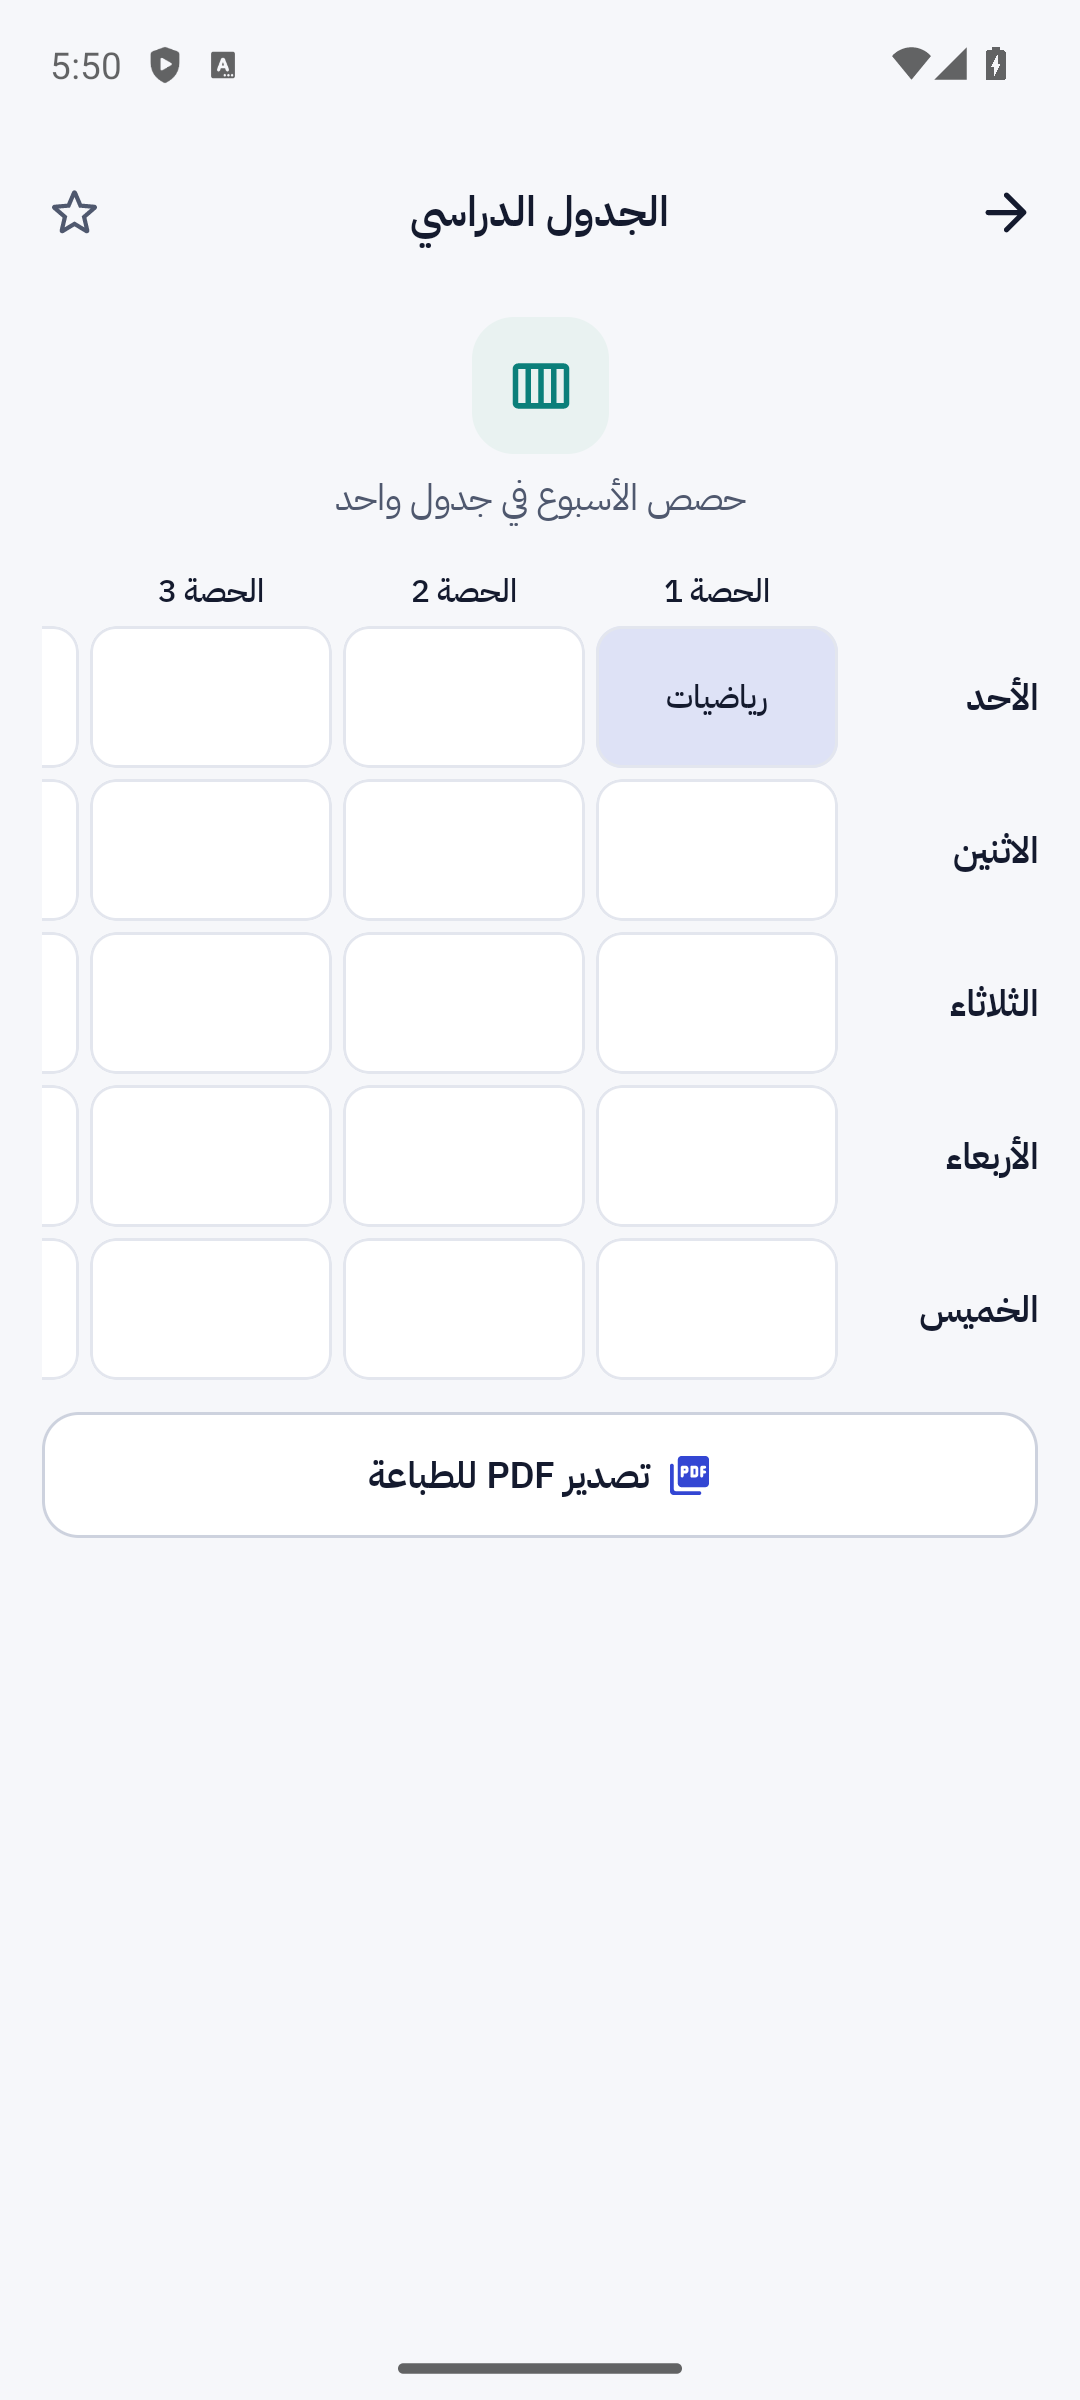 5:50
الجدول الدراسي
حصص الأسبوع في جدول واحد
الحصة 1 الحصة 2 الحصة 3
الأحد رياضيات
الاثنين
الثلاثاء
الأربعاء
الخميس
تصدير PDF للطباعة